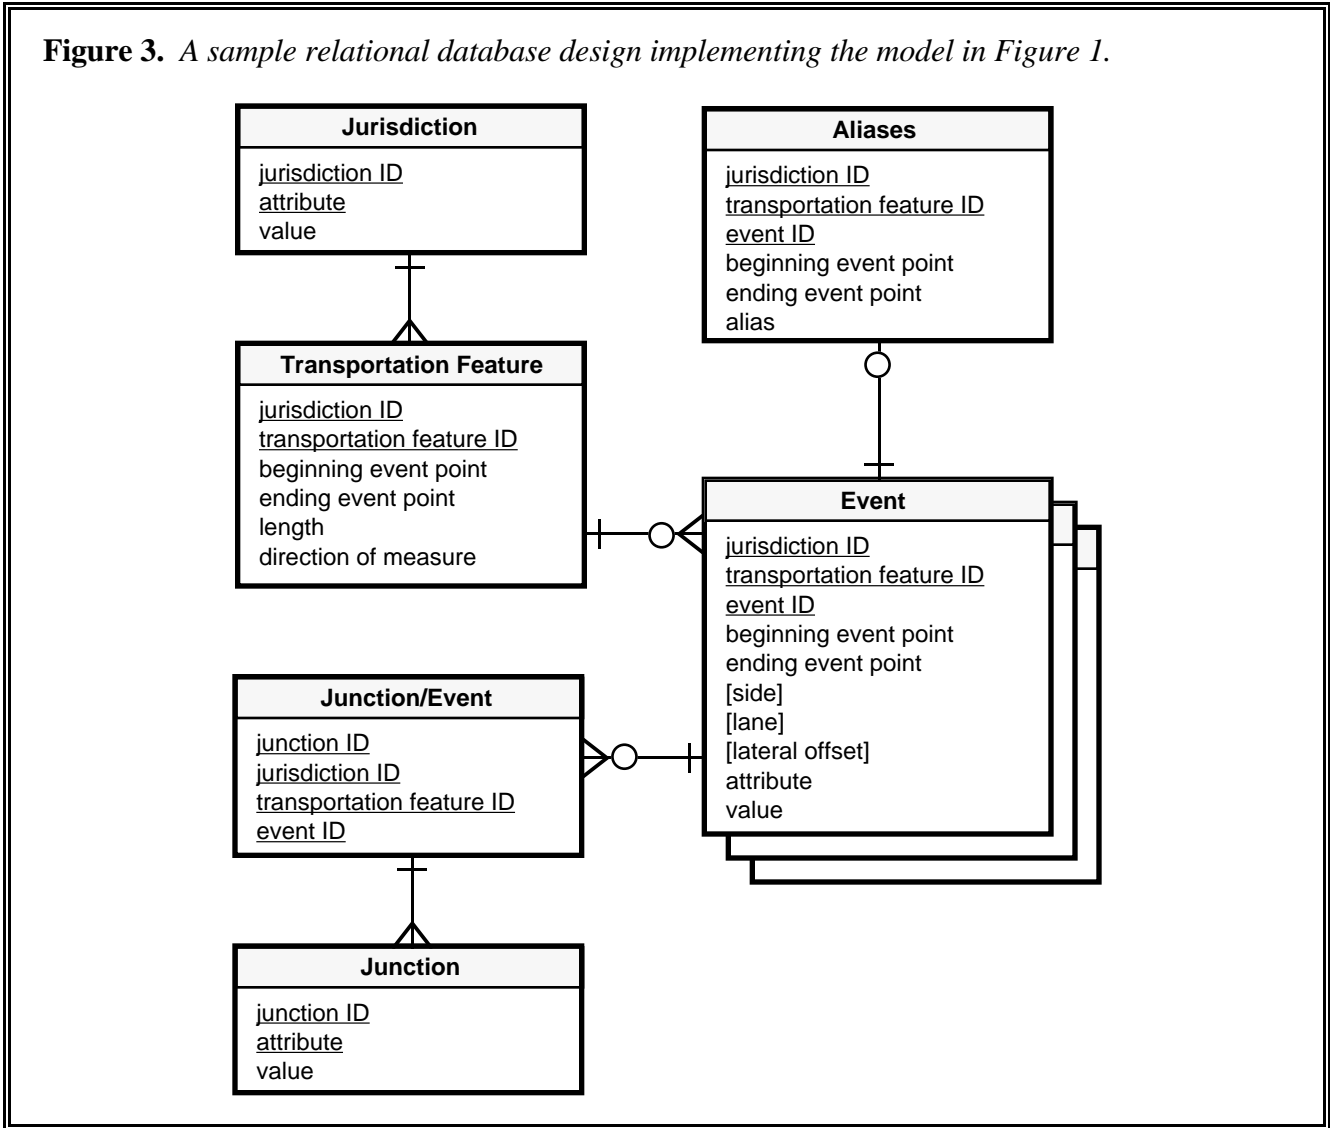 Figure 3. A sample relational database design implementing the model in Figure 1.
Jurisdiction
jurisdiction ID
attribute
value
Aliases
jurisdiction ID
transportation feature ID
event ID
beginning event point
ending event point
alias
Transportation Feature
jurisdiction ID
transportation feature ID
beginning event point
ending event point
length
direction of measure
Event
jurisdiction ID
transportation feature ID
event ID
beginning event point
ending event point
[side]
[lane]
[lateral offset]
attribute
value
Junction/Event
junction ID
jurisdiction ID
transportation feature ID
event ID
Junction
junction ID
attribute
value